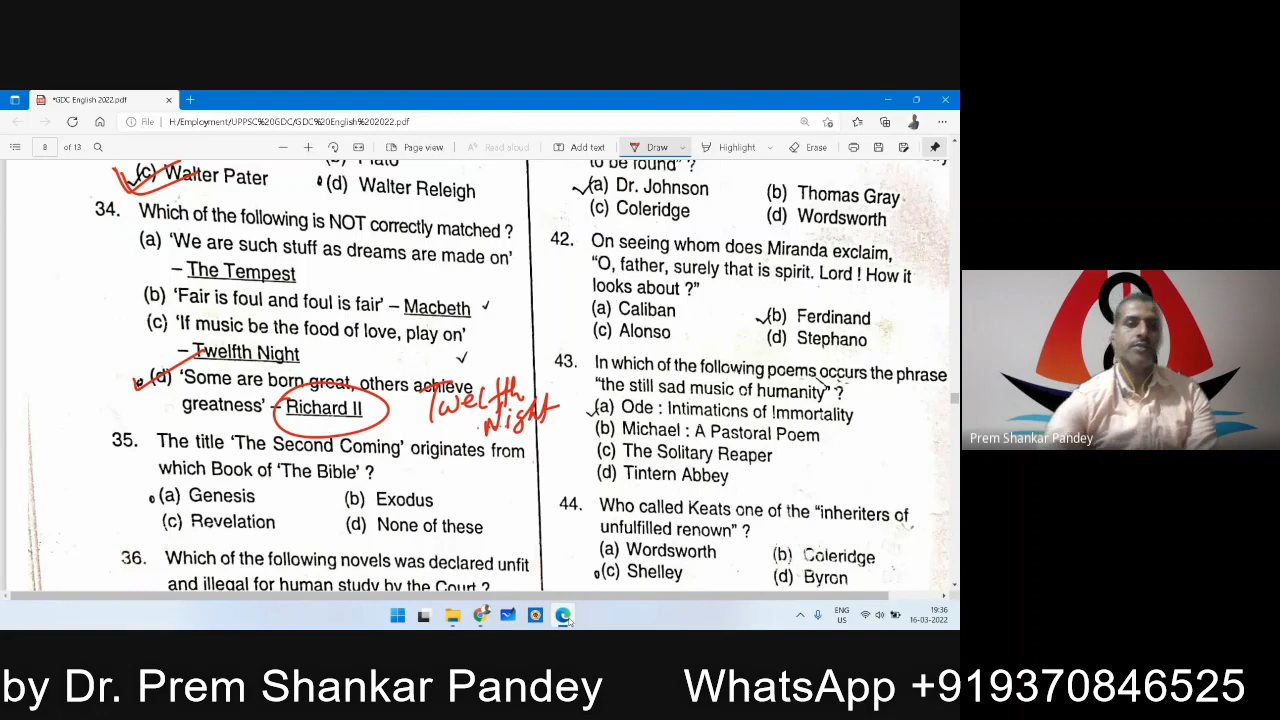 *GDC English 2022.pdf
File
H:/Employment/UPPSC%20GDC/GDC%20English%202022.pdf
8 of 13
Page view
Read aloud
Add text
Draw
Highlight
Erase
(c) Walter Pater
(b) Plato
(d) Walter Releigh
34. Which of the following is NOT correctly matched ?
(a) 'We are such stuff as dreams are made on'
– The Tempest
(b) 'Fair is foul and foul is fair' – Macbeth
(c) 'If music be the food of love, play on'
– Twelfth Night
(d) 'Some are born great, others achieve
greatness' – Richard II
Twelfth
Night
35. The title 'The Second Coming' originates from
which Book of 'The Bible' ?
(a) Genesis (b) Exodus
(c) Revelation (d) None of these
36. Which of the following novels was declared unfit
and illegal for human study by the Court ?
to be found" ?
(a) Dr. Johnson (b) Thomas Gray
(c) Coleridge (d) Wordsworth
42. On seeing whom does Miranda exclaim,
"O, father, surely that is spirit. Lord ! How it
looks about ?"
(a) Caliban (b) Ferdinand
(c) Alonso (d) Stephano
43. In which of the following poems occurs the phrase
"the still sad music of humanity" ?
(a) Ode : Intimations of Immortality
(b) Michael : A Pastoral Poem
(c) The Solitary Reaper
(d) Tintern Abbey
44. Who called Keats one of the "inheriters of
unfulfilled renown" ?
(a) Wordsworth (b) Coleridge
(c) Shelley (d) Byron
Prem Shankar Pandey
ENG
US
19:36
16-03-2022
by Dr. Prem Shankar Pandey WhatsApp +919370846525